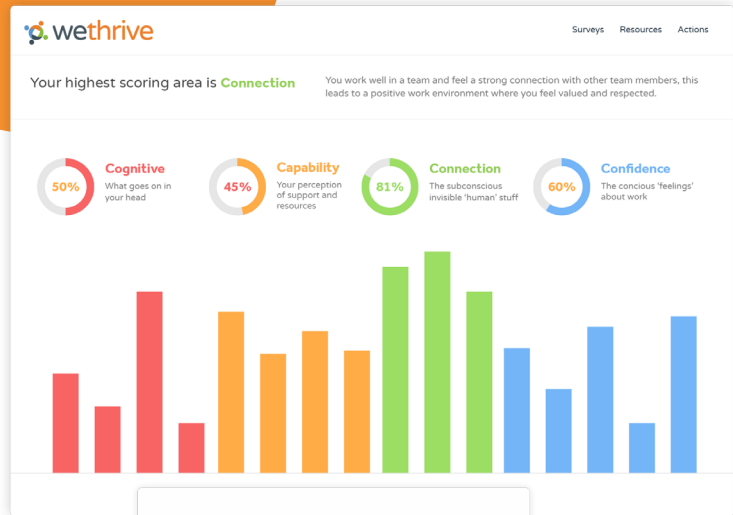 wethrive
Surveys Resources Actions
Your highest scoring area is Connection
You work well in a team and feel a strong connection with other team members, this
leads to a positive work environment where you feel valued and respected.
50%
Cognitive
What goes on in
your head
45%
Capability
Your perception
of support and
resources
81%
Connection
The subconscious
invisible ‘human’ stuff
60%
Confidence
The concious ‘feelings’
about work